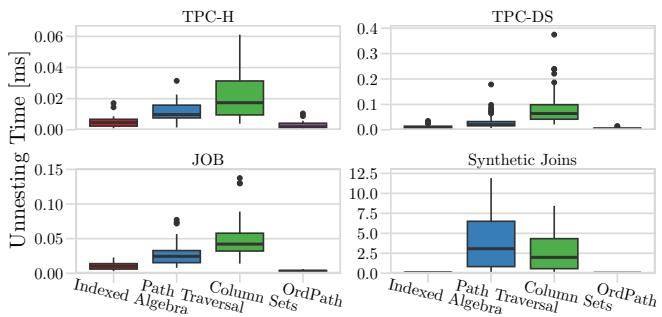 TPC-H
TPC-DS
Unnesting Time [ms]
0.06
0.04
0.02
0.00
0.4
0.3
0.2
0.1
0.0
JOB
Synthetic Joins
0.15
0.10
0.05
0.00
12.5
10.0
7.5
5.0
2.5
0.0
Indexed
Algebra
Path Traversal
Column Sets
OrdPath
Indexed
Algebra
Path Traversal
Column Sets
OrdPath